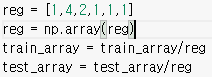 reg = [1,4,2,1,1,1]
reg = np.array(reg)
train_array = train_array/reg
test_array = test_array/reg